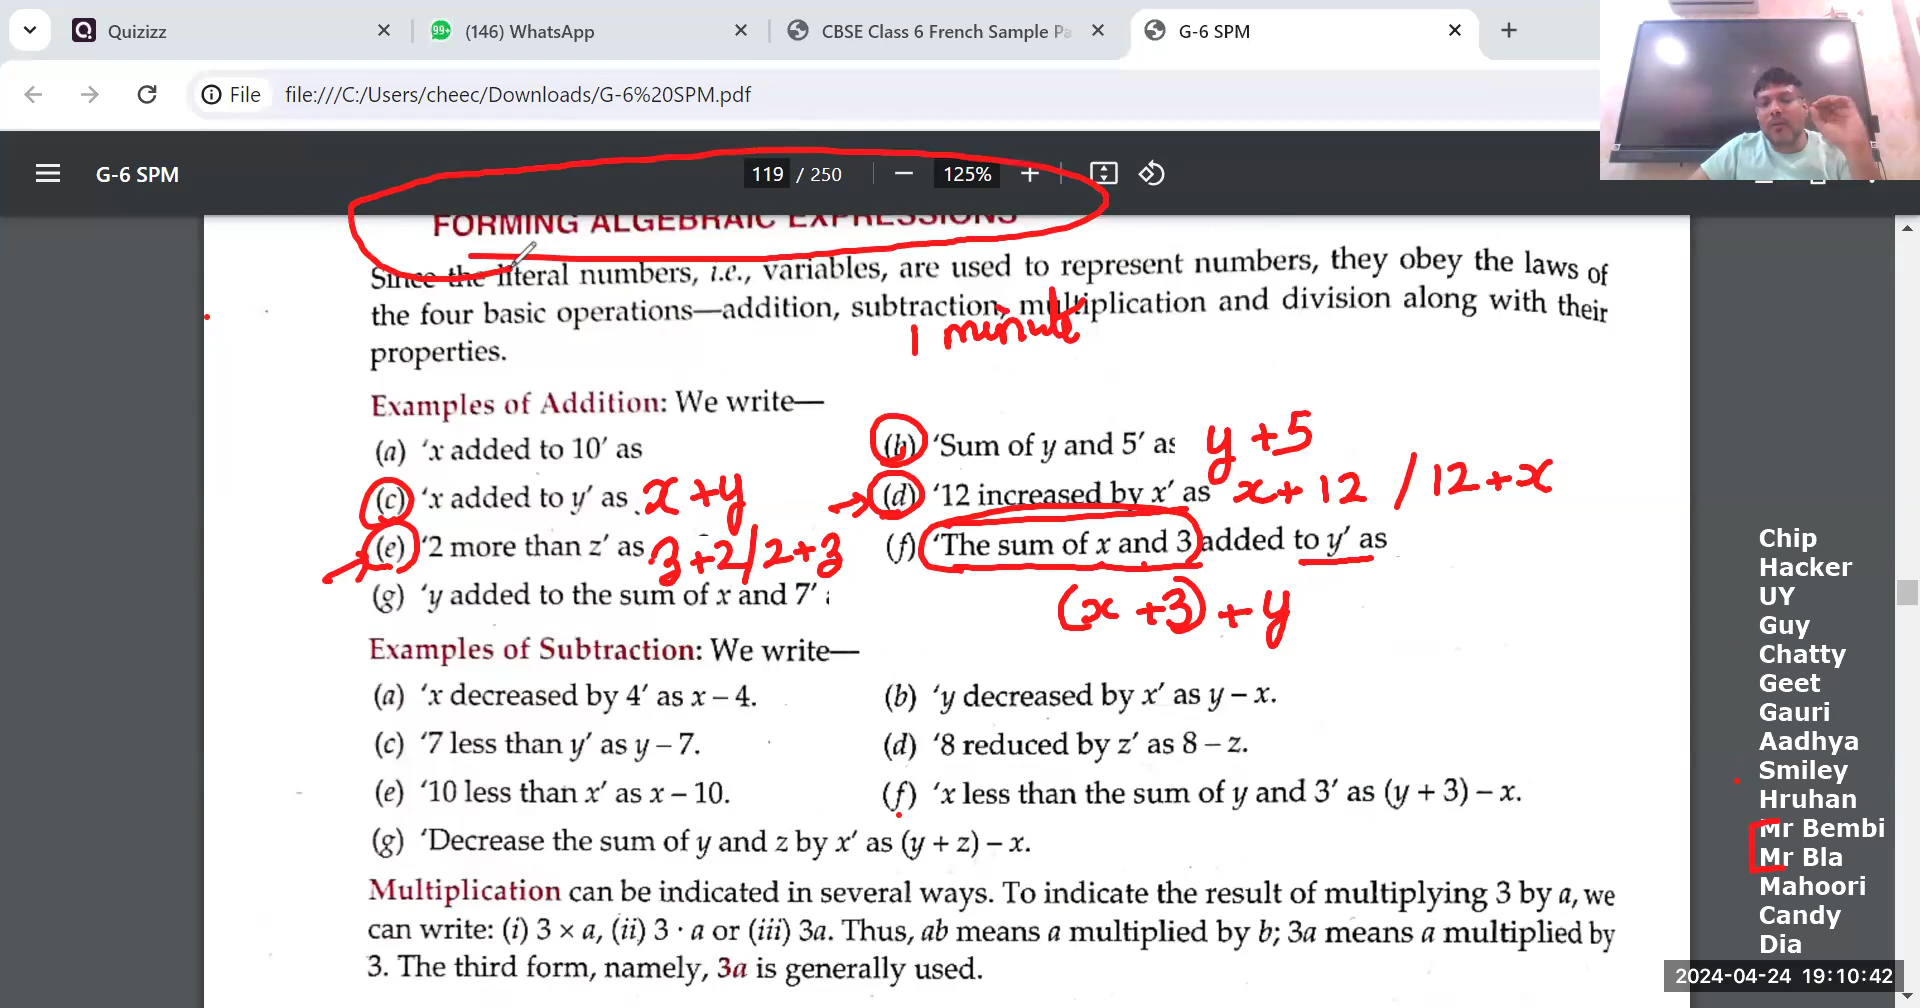 Quizizz
99+ (146) WhatsApp
CBSE Class 6 French Sample Pa
G-6 SPM
File file:///C:/Users/cheec/Downloads/G-6%20SPM.pdf
G-6 SPM 119 / 250 125%
FORMING ALGEBRAIC EXPRESSIONS
Since the literal numbers, i.e., variables, are used to represent numbers, they obey the laws of
the four basic operations—addition, subtraction, multiplication and division along with their
1 minute
properties.
Examples of Addition: We write—
(a) ‘x added to 10’ as
(b) ‘Sum of y and 5’ as y + 5
(c) ‘x added to y’ as x + y
(d) ‘12 increased by x’ as x + 12 / 12 + x
(e) ‘2 more than z’ as 3 + 2 / 2 + 3
(f) ‘The sum of x and 3 added to y’ as
(x + 3) + y
(g) ‘y added to the sum of x and 7’
Examples of Subtraction: We write—
(a) ‘x decreased by 4’ as x – 4.
(b) ‘y decreased by x’ as y – x.
(c) ‘7 less than y’ as y – 7.
(d) ‘8 reduced by z’ as 8 – z.
(e) ‘10 less than x’ as x – 10.
(f) ‘x less than the sum of y and 3’ as (y + 3) – x.
(g) ‘Decrease the sum of y and z by x’ as (y + z) – x.
Multiplication can be indicated in several ways. To indicate the result of multiplying 3 by a, we
can write: (i) 3 × a, (ii) 3 · a or (iii) 3a. Thus, ab means a multiplied by b; 3a means a multiplied by
3. The third form, namely, 3a is generally used.
Chip
Hacker
UY
Guy
Chatty
Geet
Gauri
Aadhya
Smiley
Hruhan
Mr Bembi
Mr Bla
Mahoori
Candy
Dia
2024-04-24 19:10:42